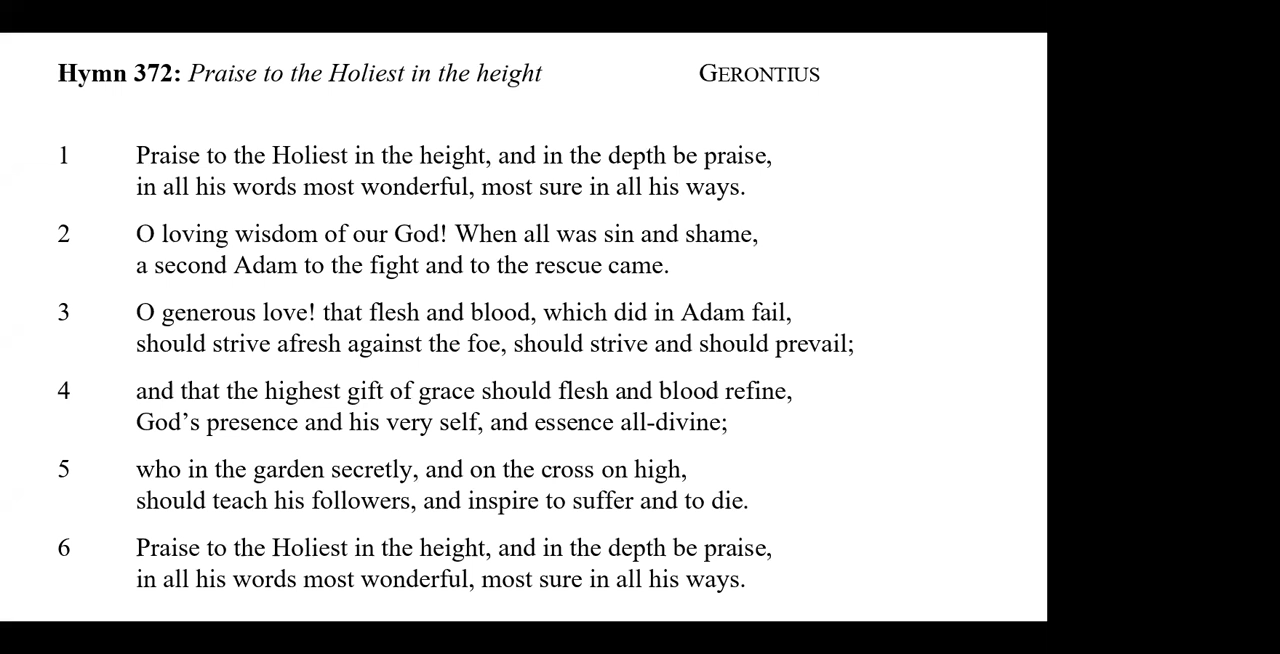 Hymn 372: Praise to the Holiest in the height GERONTIUS
1 Praise to the Holiest in the height, and in the depth be praise,
in all his words most wonderful, most sure in all his ways.
2 O loving wisdom of our God! When all was sin and shame,
a second Adam to the fight and to the rescue came.
3 O generous love! that flesh and blood, which did in Adam fail,
should strive afresh against the foe, should strive and should prevail;
4 and that the highest gift of grace should flesh and blood refine,
God’s presence and his very self, and essence all-divine;
5 who in the garden secretly, and on the cross on high,
should teach his followers, and inspire to suffer and to die.
6 Praise to the Holiest in the height, and in the depth be praise,
in all his words most wonderful, most sure in all his ways.